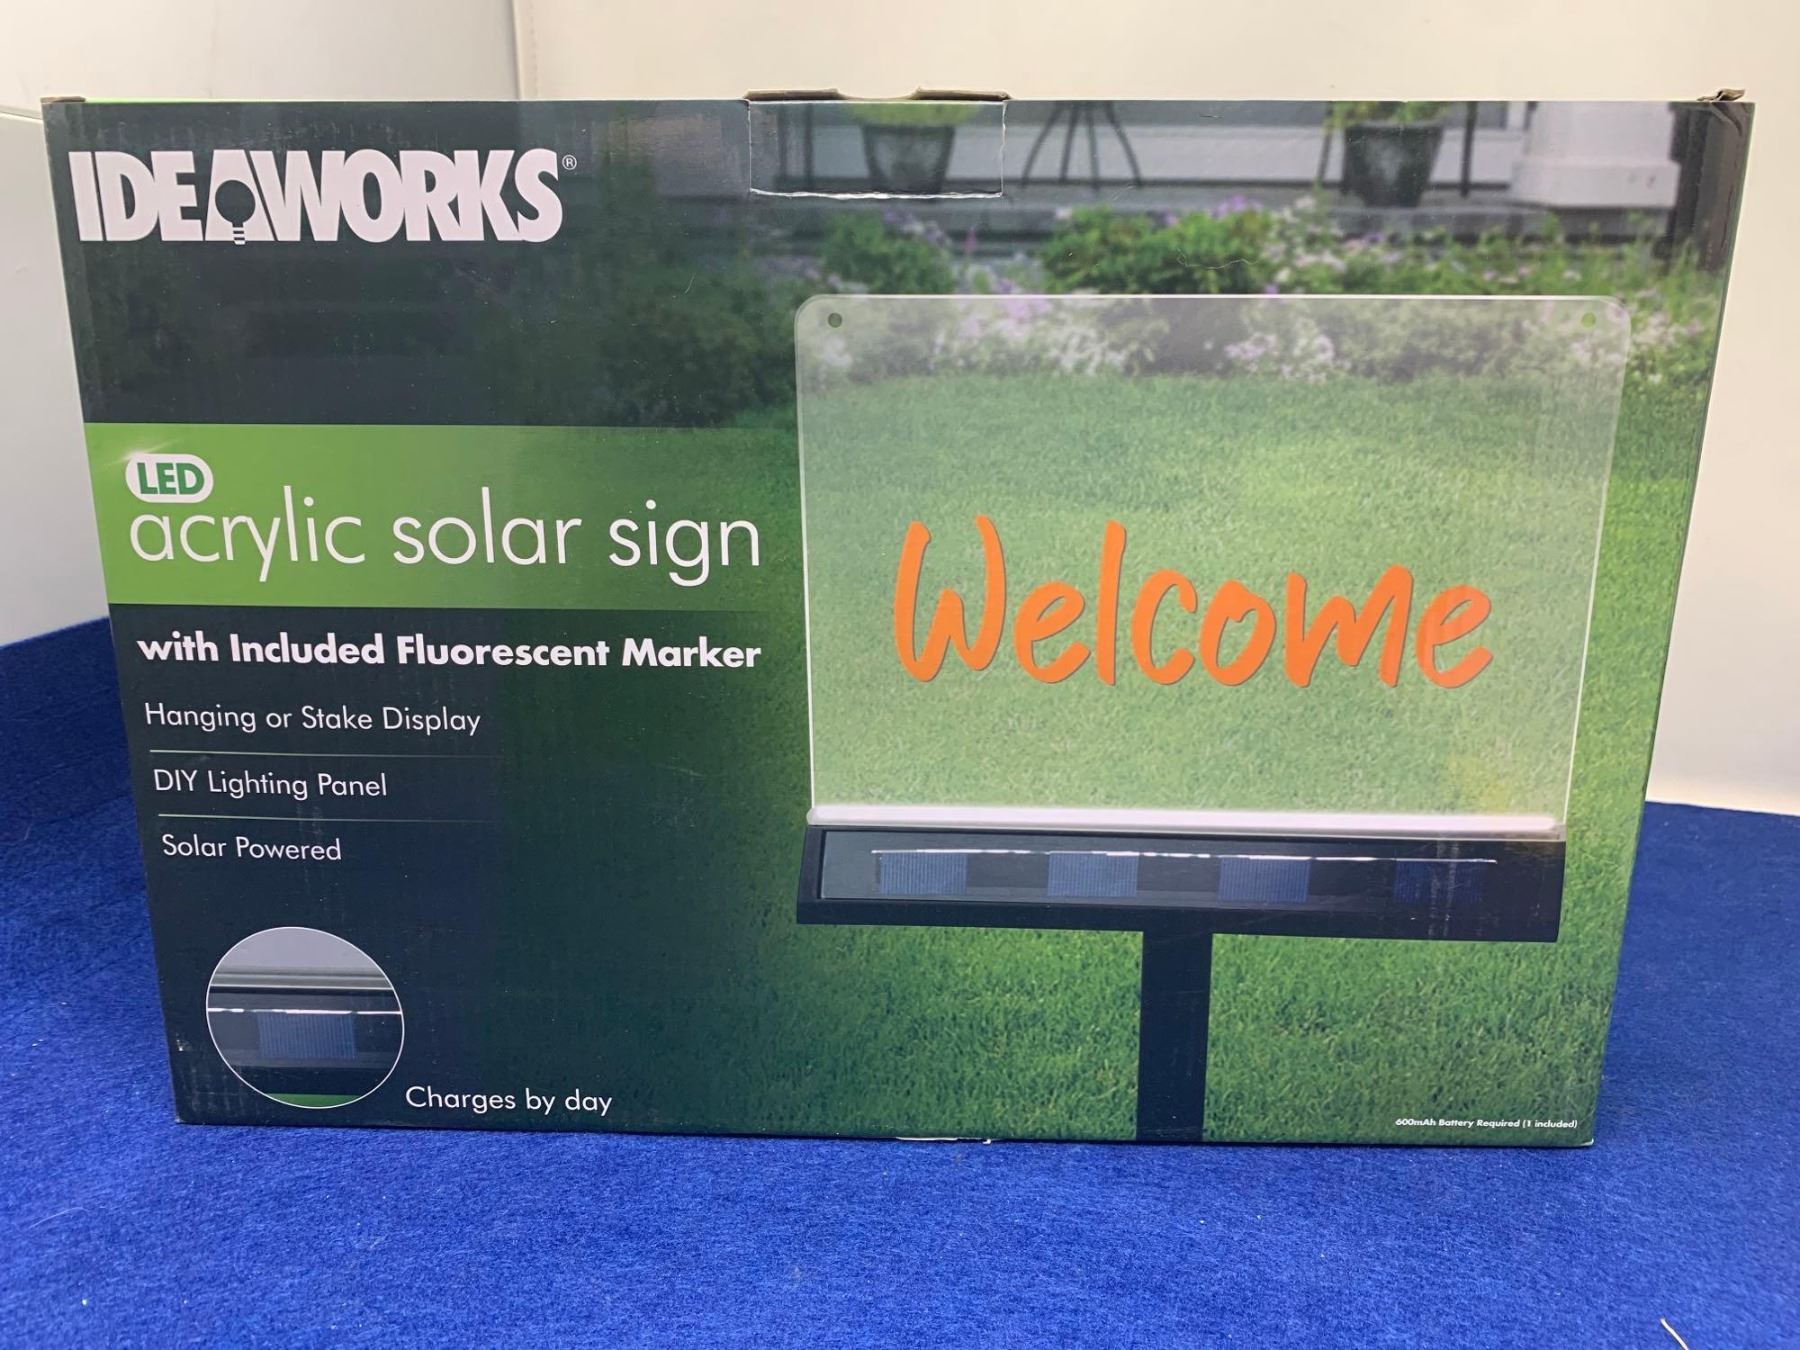 IDEAWORKS®
LED
acrylic solar sign
with Included Fluorescent Marker
Hanging or Stake Display
DIY Lighting Panel
Solar Powered
Welcome
Charges by day
600mAh Battery Required (1 included)